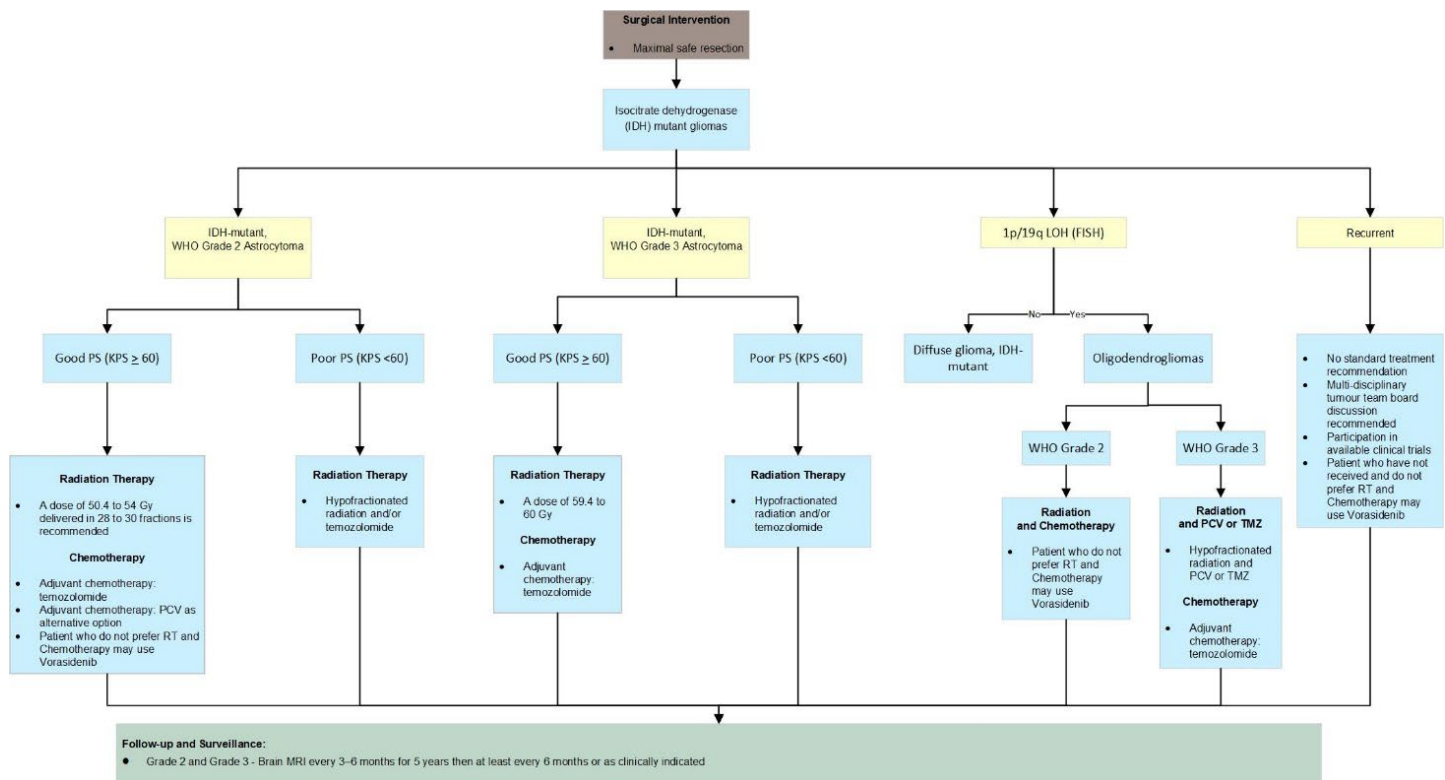 Surgical Intervention
• Maximal safe resection
Isocitrate dehydrogenase
(IDH) mutant gliomas
IDH-mutant,
WHO Grade 2 Astrocytoma
IDH-mutant,
WHO Grade 3 Astrocytoma
1p/19q LOH (FISH)
Recurrent
No
Yes
Good PS (KPS ≥ 60)
Poor PS (KPS <60)
Good PS (KPS ≥ 60)
Poor PS (KPS <60)
Diffuse glioma, IDH-
mutant
Oligodendrogliomas
WHO Grade 2
WHO Grade 3
Radiation Therapy
• A dose of 50.4 to 54 Gy
delivered in 28 to 30 fractions is
recommended
Chemotherapy
• Adjuvant chemotherapy:
temozolomide
• Adjuvant chemotherapy: PCV as
alternative option
• Patient who do not prefer RT and
Chemotherapy may use
Vorasidenib
Radiation Therapy
• Hypofractionated
radiation and/or
temozolomide
Radiation Therapy
• A dose of 59.4 to
60 Gy
Chemotherapy
• Adjuvant
chemotherapy:
temozolomide
Radiation Therapy
• Hypofractionated
radiation and/or
temozolomide
Radiation
and Chemotherapy
• Patient who do not
prefer RT and
Chemotherapy
may use
Vorasidenib
Radiation
and PCV or TMZ
• Hypofractionated
radiation and
PCV or TMZ
Chemotherapy
• Adjuvant
chemotherapy:
temozolomide
• No standard treatment
recommendation
• Multi-disciplinary
tumour team board
discussion
recommended
• Participation in
available clinical trials
• Patient who have not
received and do not
prefer RT and
Chemotherapy may
use Vorasidenib
Follow-up and Surveillance:
• Grade 2 and Grade 3 - Brain MRI every 3–6 months for 5 years then at least every 6 months or as clinically indicated